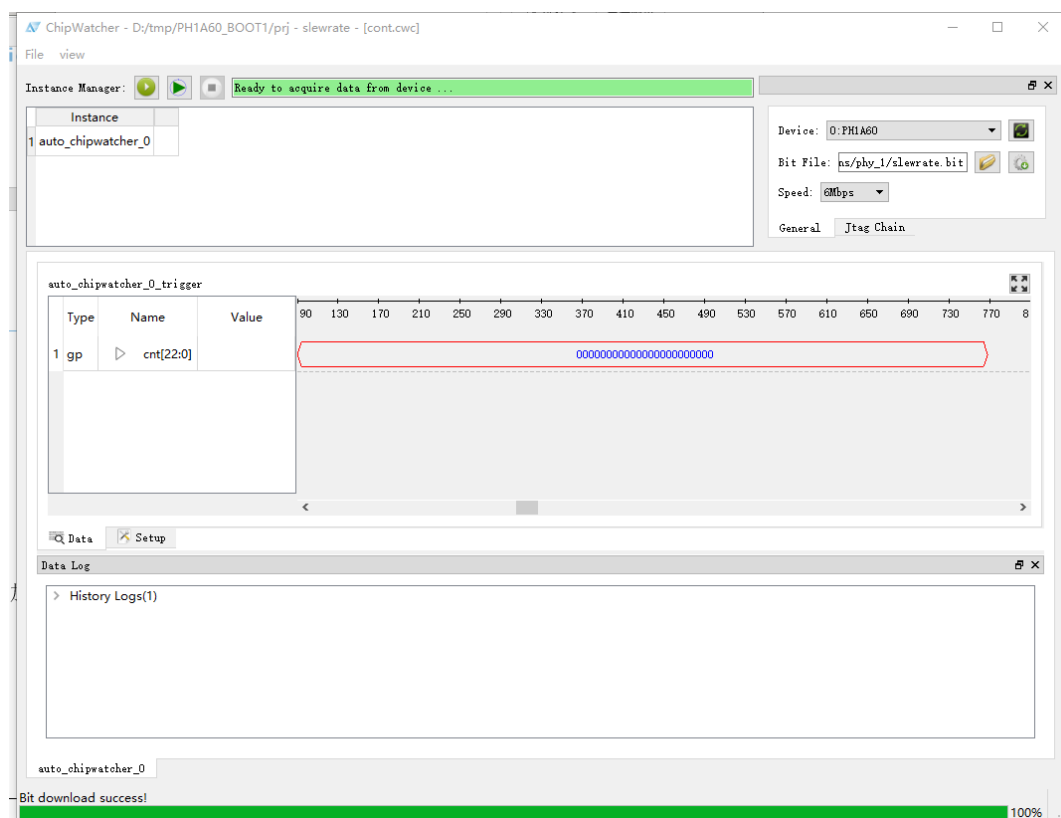 ChipWatcher - D:/tmp/PH1A60_BOOT1/prj - slewrate - [cont.cwc]
File view
Instance Manager: Ready to acquire data from device ...
Instance
1 auto_chipwatcher_0
Device: 0:PH1A60
Bit File: ns/phy_1/slewrate.bit
Speed: 6Mbps
General Jtag Chain
auto_chipwatcher_0_trigger
Type Name Value 90 130 170 210 250 290 330 370 410 450 490 530 570 610 650 690 730 770 8
1 gp cnt[22:0] 00000000000000000000000
Data Setup
Data Log
History Logs(1)
auto_chipwatcher_0
Bit download success!
100%